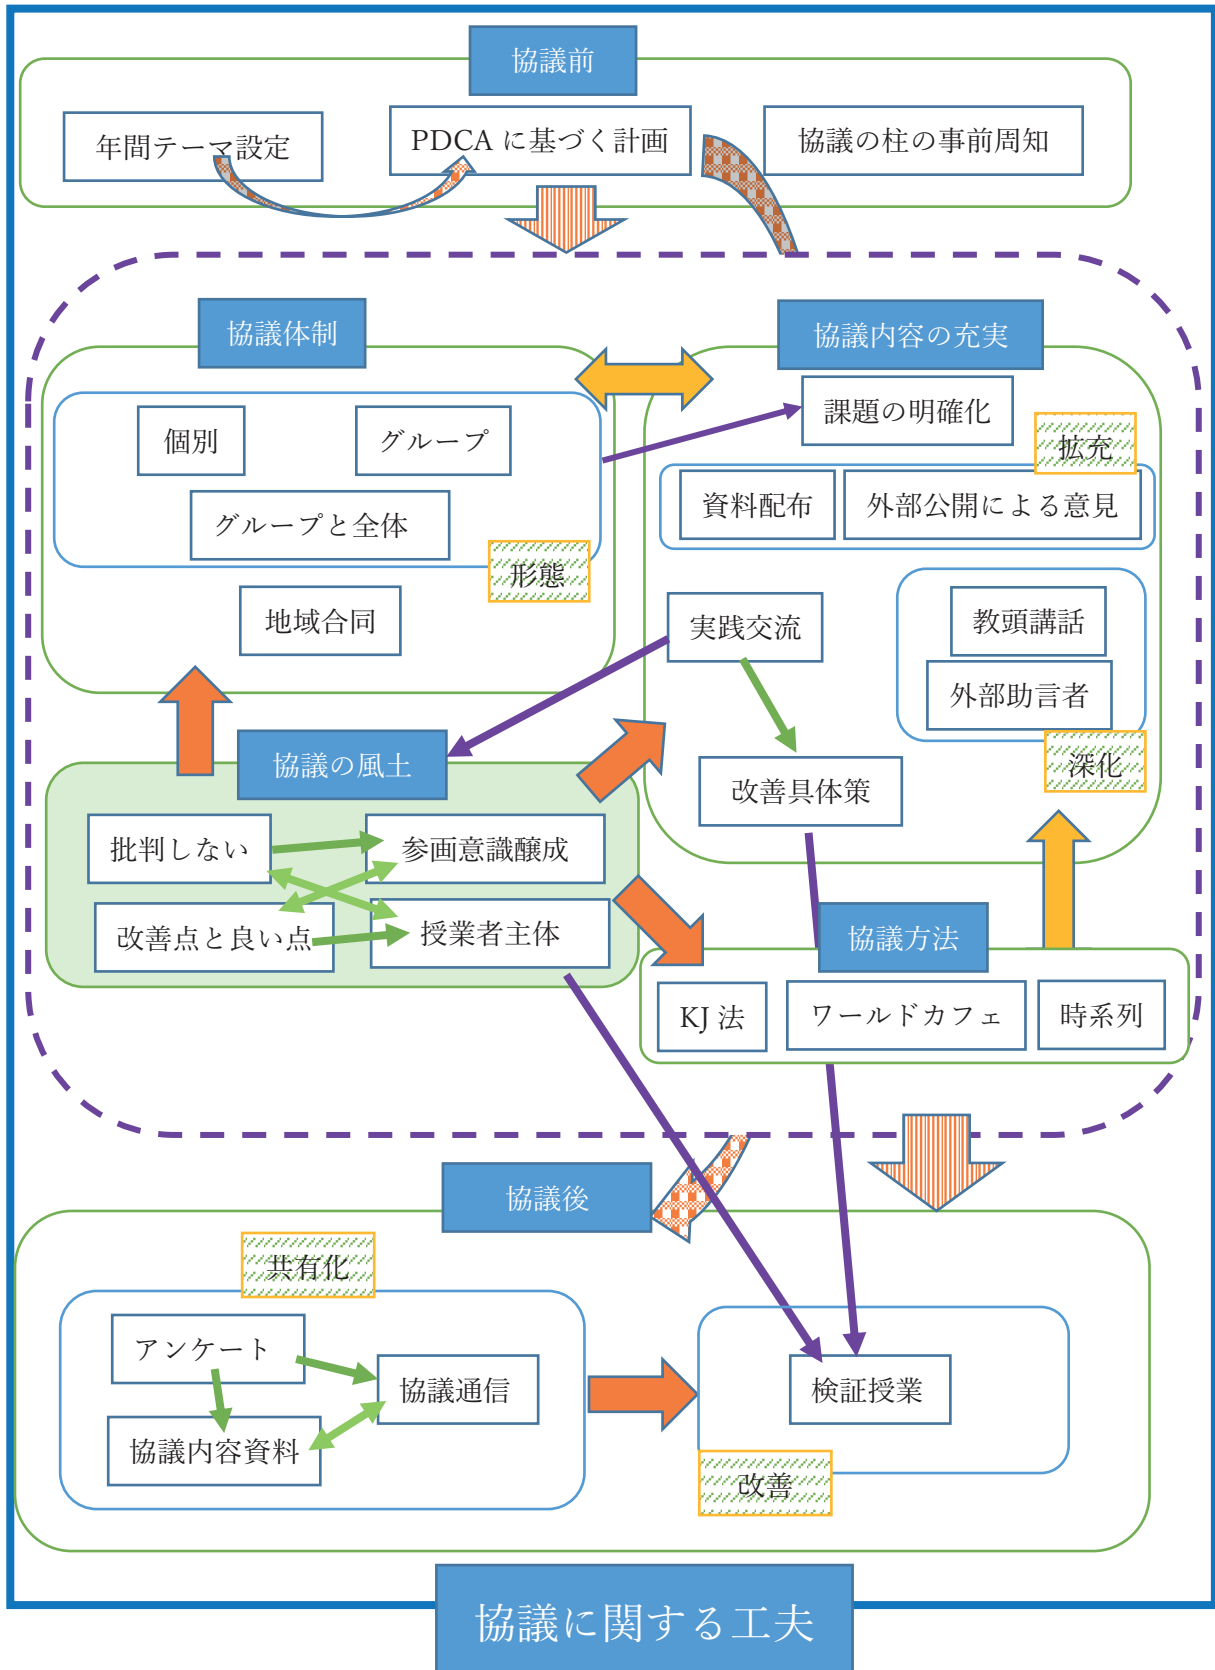 協議前
年間テーマ設定
PDCA に基づく計画
協議の柱の事前周知
協議体制
個別
グループ
グループと全体
形態
地域合同
協議内容の充実
課題の明確化
拡充
資料配布
外部公開による意見
実践交流
教頭講話
外部助言者
深化
改善具体策
協議の風土
批判しない
参画意識醸成
改善点と良い点
授業者主体
協議方法
KJ 法
ワールドカフェ
時系列
協議後
共有化
アンケート
協議通信
協議内容資料
検証授業
改善
協議に関する工夫